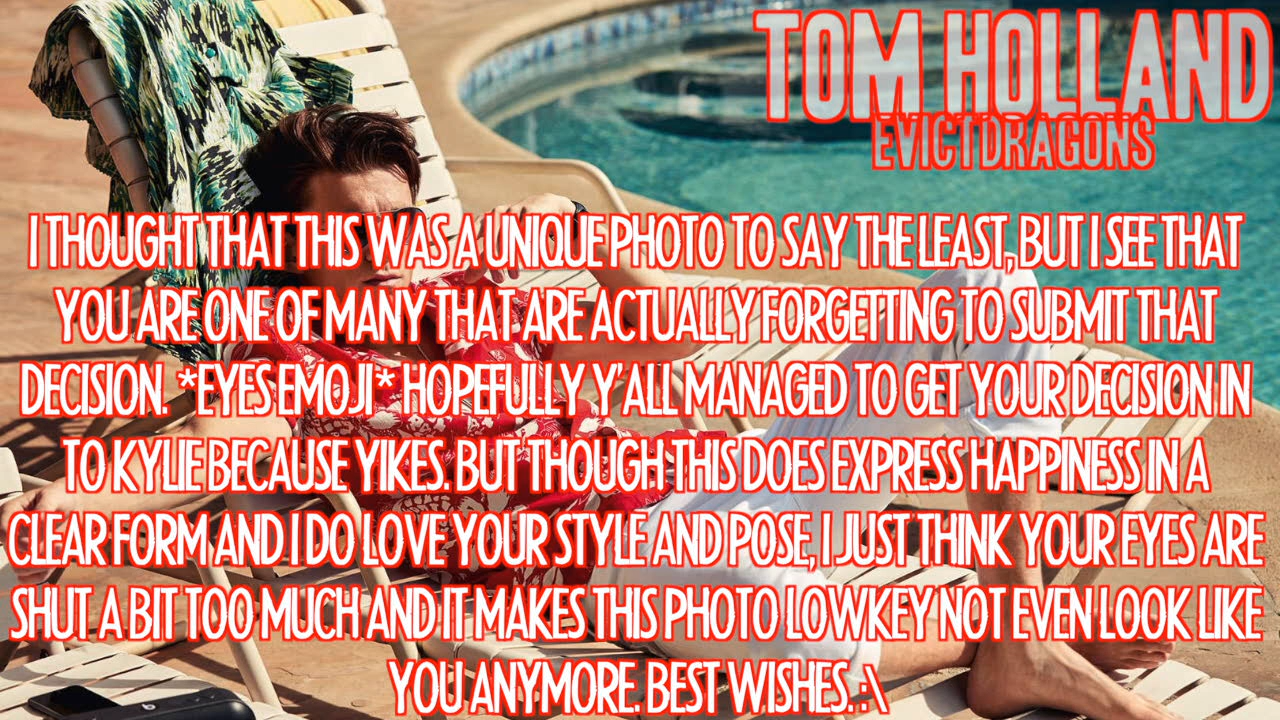 TOM HOLLAND
EVICTDRAGONS
I THOUGHT THAT THIS WAS A UNIQUE PHOTO TO SAY THE LEAST, BUT I SEE THAT
YOU ARE ONE OF MANY THAT ARE ACTUALLY FORGETTING TO SUBMIT THAT
DECISION. *EYES EMOJI* HOPEFULLY Y'ALL MANAGED TO GET YOUR DECISION IN
TO KYLIE BECAUSE YIKES. BUT THOUGH THIS DOES EXPRESS HAPPINESS IN A
CLEAR FORM AND I DO LOVE YOUR STYLE AND POSE, I JUST THINK YOUR EYES ARE
SHUT A BIT TOO MUCH AND IT MAKES THIS PHOTO LOWKEY NOT EVEN LOOK LIKE
YOU ANYMORE. BEST WISHES. :\